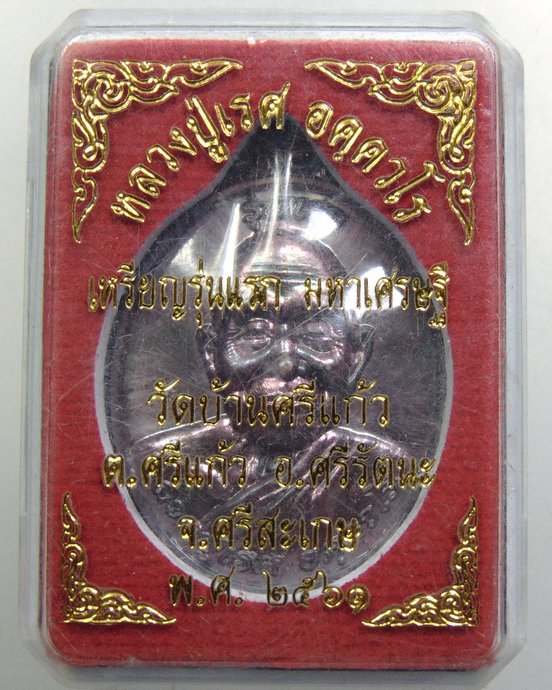 หลวงปู่เรศ อคฺควโร
เหรียญรุ่นแรก มหาเศรษฐี
วัดบ้านศรีแก้ว
ต.ศรีแก้ว อ.ศรีรัตนะ
จ.ศรีสะเกษ
พ.ศ. ๒๕๖๑